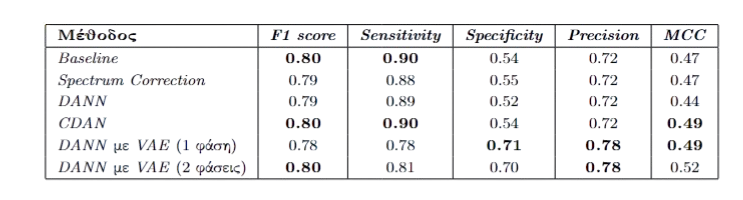 Μέθοδος F1 score Sensitivity Specificity Precision MCC
Baseline 0.80 0.90 0.54 0.72 0.47
Spectrum Correction 0.79 0.88 0.55 0.72 0.47
DANN 0.79 0.89 0.52 0.72 0.44
CDAN 0.80 0.90 0.54 0.72 0.49
DANN με VAE (1 φάση) 0.78 0.78 0.71 0.78 0.49
DANN με VAE (2 φάσεις) 0.80 0.81 0.70 0.78 0.52